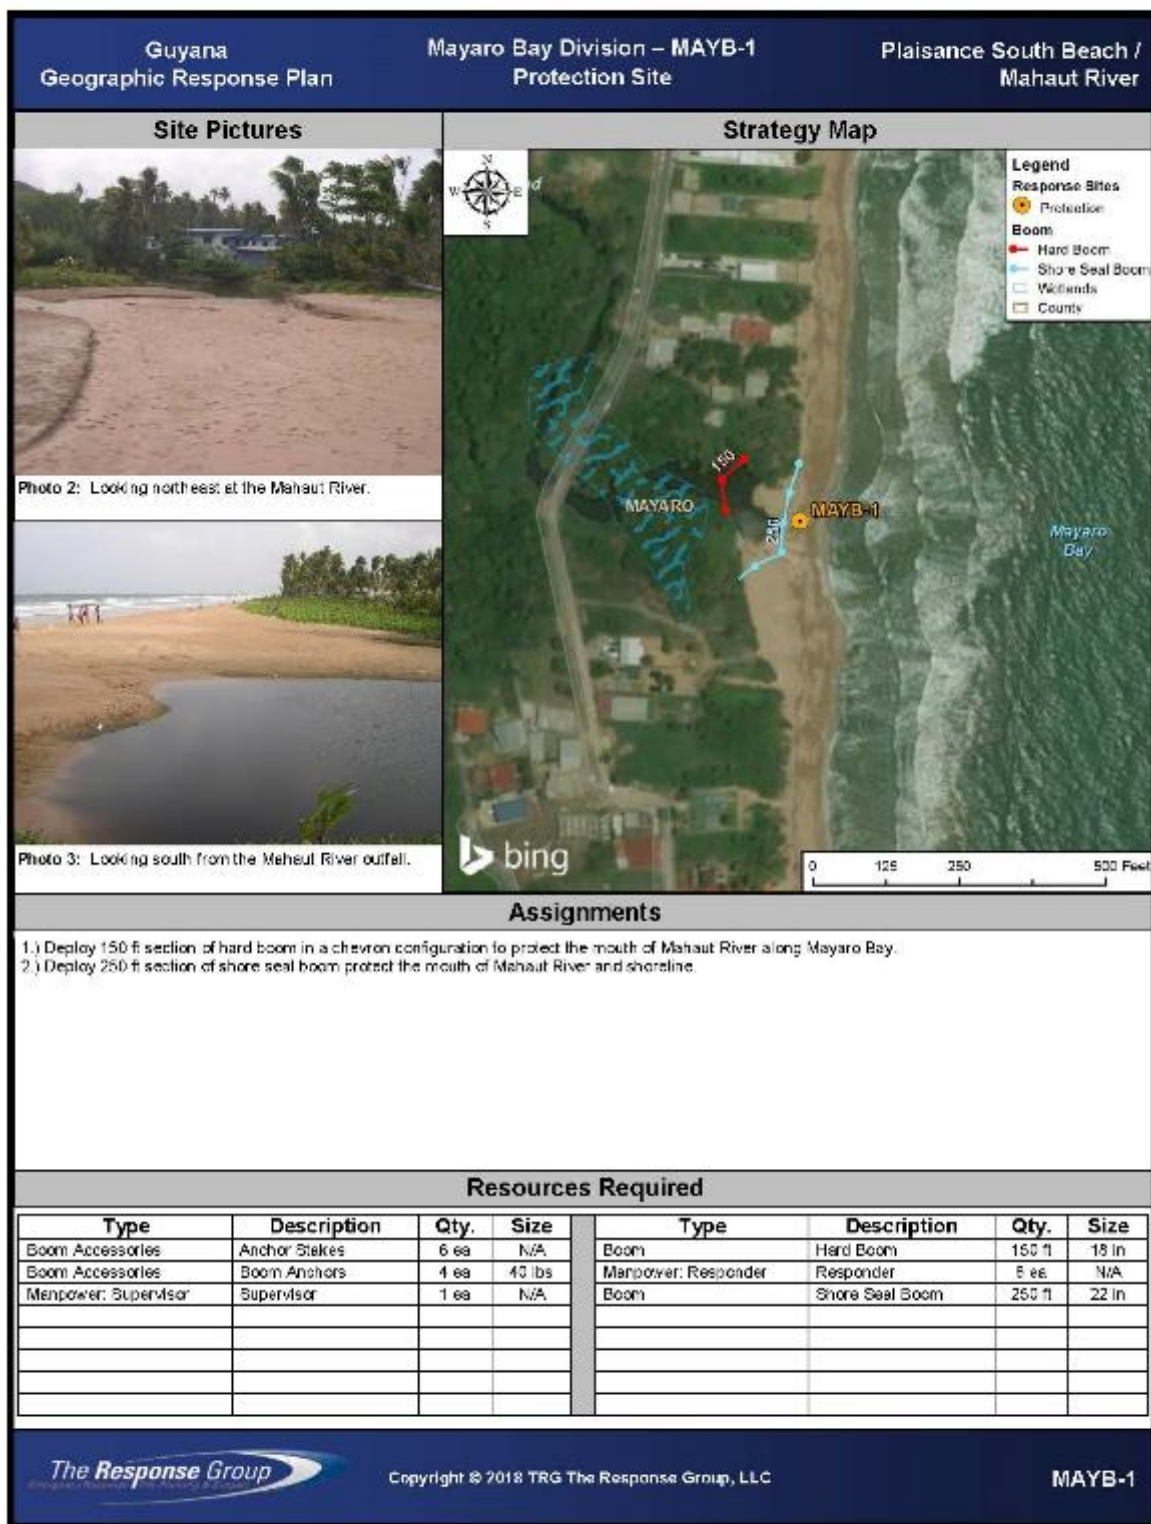 Guyana
Geographic Response Plan
Mayaro Bay Division – MAYB-1
Protection Site
Plaisance South Beach /
Mahaut River
Site Pictures
Photo 2: Looking northeast at the Mahaut River.
Photo 3: Looking south from the Mahaut River outfall.
Strategy Map
N
W E
S
Legend
Response Sites
Protection
Boom
Hard Boom
Shore Seal Boom
Wetlands
County
150
MAYARO
250
MAYB-1
Mayaro
Bay
bing
0 125 250 500 Feet
Assignments
1.) Deploy 150 ft section of hard boom in a chevron configuration to protect the mouth of Mahaut River along Mayaro Bay.
2.) Deploy 250 ft section of shore seal boom protect the mouth of Mahaut River and shoreline.
Resources Required
Type Description Qty. Size Type Description Qty. Size
Boom Accessories Anchor Stakes 6 ea N/A Boom Hard Boom 150 ft 18 in
Boom Accessories Boom Anchors 4 ea 40 lbs Manpower: Responder Responder ea N/A
Manpower: Supervisor Supervisor 1 ea N/A Boom Shore Seal Boom 250 ft 22 in
The Response Group
Copyright © 2018 TRG The Response Group, LLC
MAYB-1